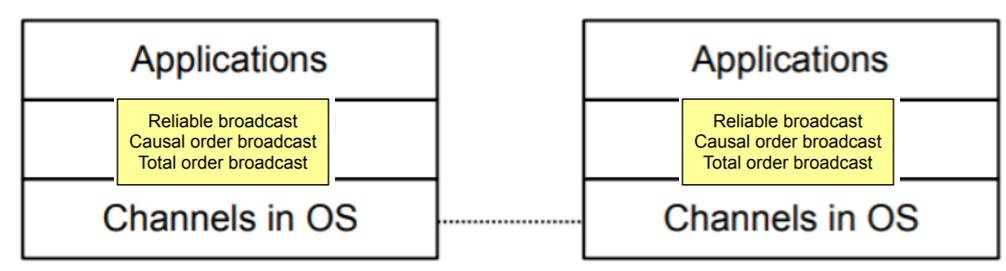 Applications
Reliable broadcast
Causal order broadcast
Total order broadcast
Channels in OS
Applications
Reliable broadcast
Causal order broadcast
Total order broadcast
Channels in OS